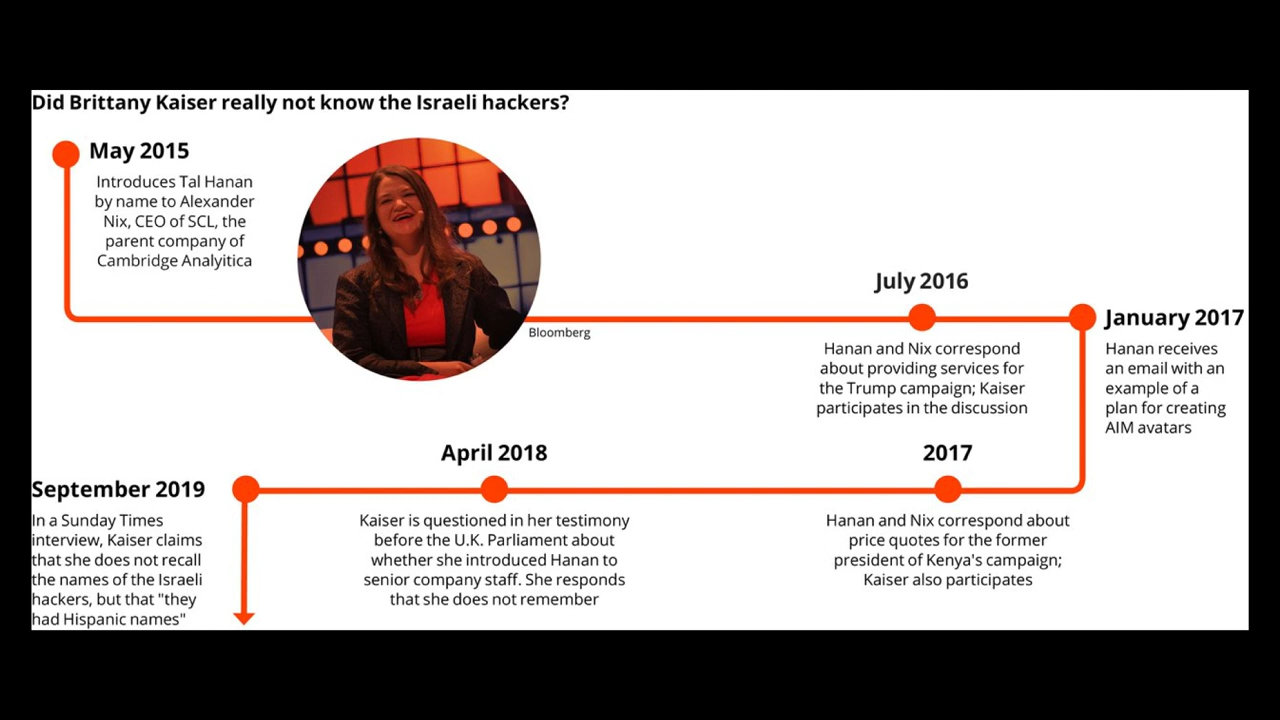 Did Brittany Kaiser really not know the Israeli hackers?
May 2015
Introduces Tal Hanan
by name to Alexander
Nix, CEO of SCL, the
parent company of
Cambridge Analyitica
Bloomberg
July 2016
Hanan and Nix correspond
about providing services for
the Trump campaign; Kaiser
participates in the discussion
January 2017
Hanan receives
an email with an
example of a
plan for creating
AIM avatars
2017
Hanan and Nix correspond about
price quotes for the former
president of Kenya's campaign;
Kaiser also participates
April 2018
Kaiser is questioned in her testimony
before the U.K. Parliament about
whether she introduced Hanan to
senior company staff. She responds
that she does not remember
September 2019
In a Sunday Times
interview, Kaiser claims
that she does not recall
the names of the Israeli
hackers, but that "they
had Hispanic names"